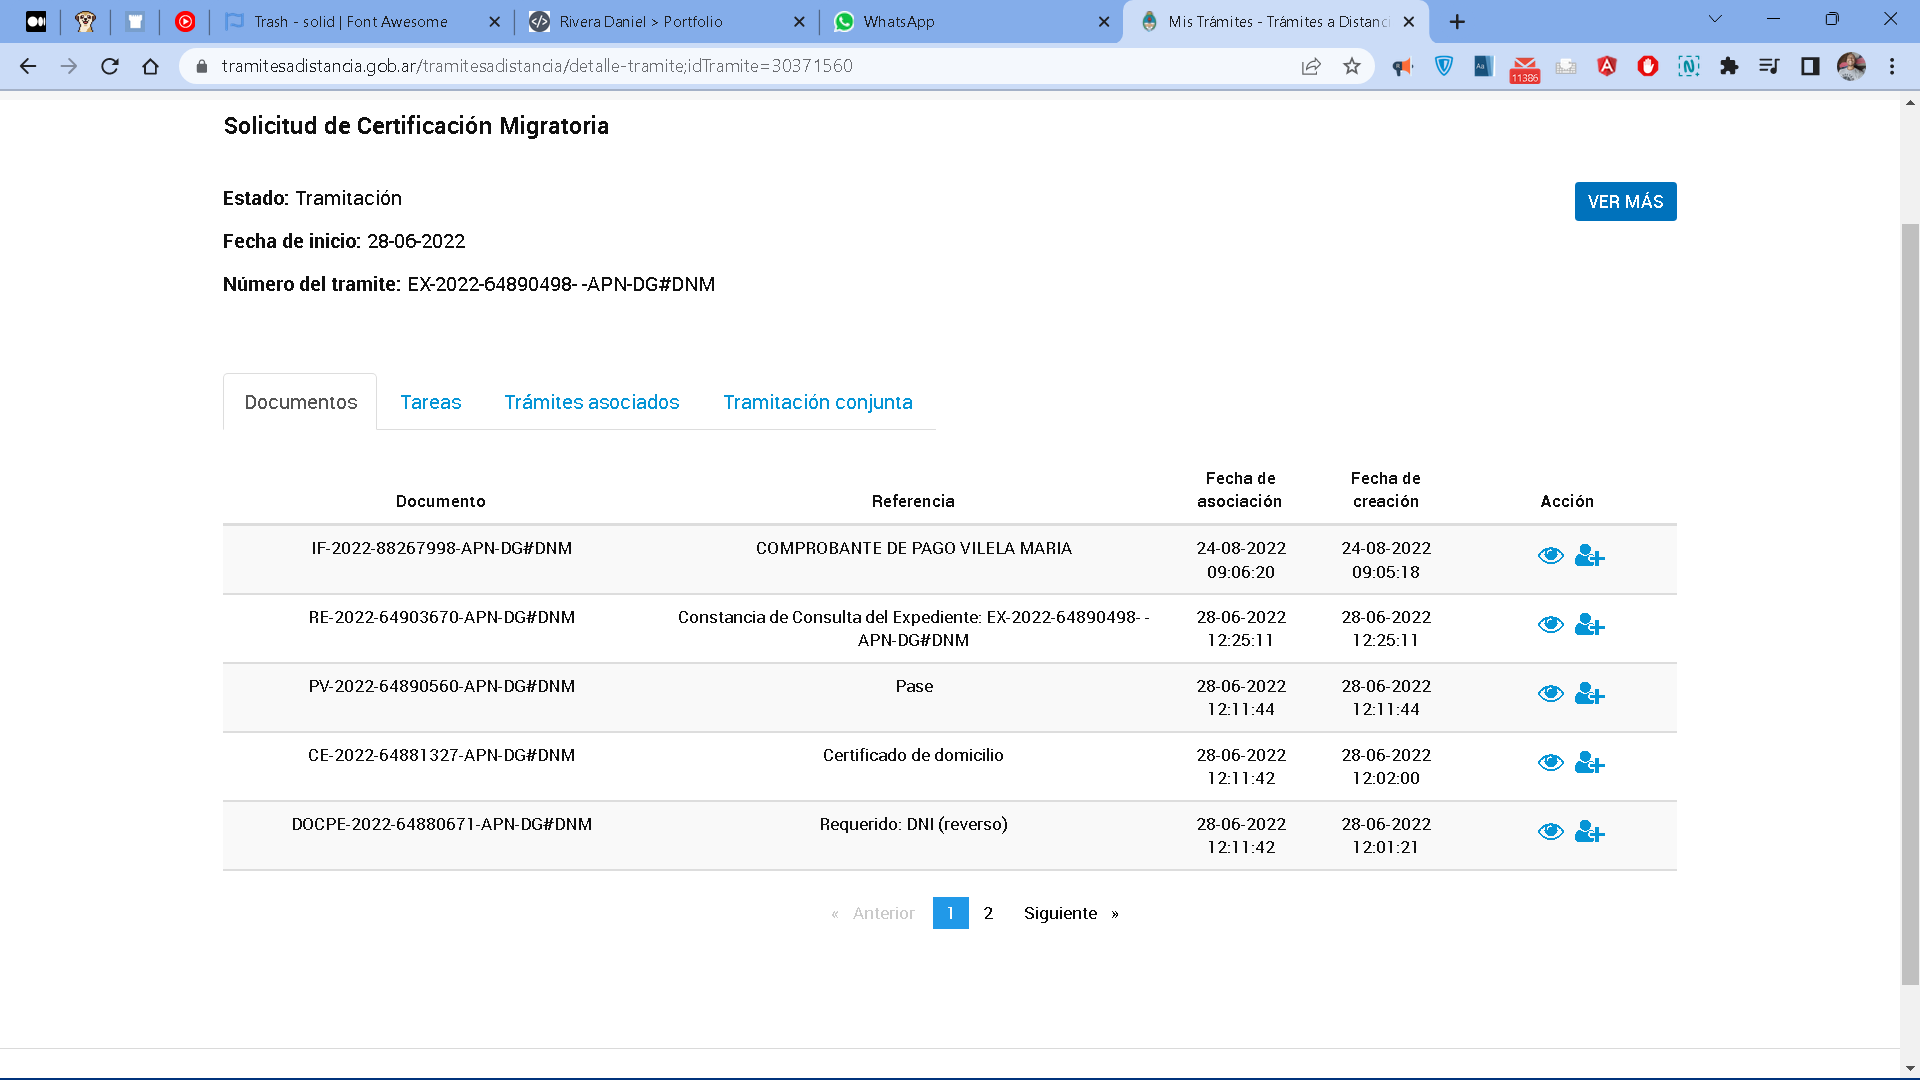 Trash - solid | Font Awesome
Rivera Daniel > Portfolio
WhatsApp
Mis Trámites - Trámites a Distanc
tramitesadistancia.gob.ar/tramitesadistancia/detalle-tramite;idTramite=30371560
11386
Solicitud de Certificación Migratoria
Estado: Tramitación
VER MÁS
Fecha de inicio: 28-06-2022
Número del tramite: EX-2022-64890498- -APN-DG#DNM
Documentos Tareas Trámites asociados Tramitación conjunta
Documento Referencia Fecha de asociación Fecha de creación Acción
IF-2022-88267998-APN-DG#DNM COMPROBANTE DE PAGO VILELA MARIA 24-08-2022 24-08-2022
09:06:20 09:05:18
RE-2022-64903670-APN-DG#DNM Constancia de Consulta del Expediente: EX-2022-64890498- - 28-06-2022 28-06-2022
APN-DG#DNM 12:25:11 12:25:11
PV-2022-64890560-APN-DG#DNM Pase 28-06-2022 28-06-2022
12:11:44 12:11:44
CE-2022-64881327-APN-DG#DNM Certificado de domicilio 28-06-2022 28-06-2022
12:11:42 12:02:00
DOCPE-2022-64880671-APN-DG#DNM Requerido: DNI (reverso) 28-06-2022 28-06-2022
12:11:42 12:01:21
« Anterior 1 2 Siguiente »